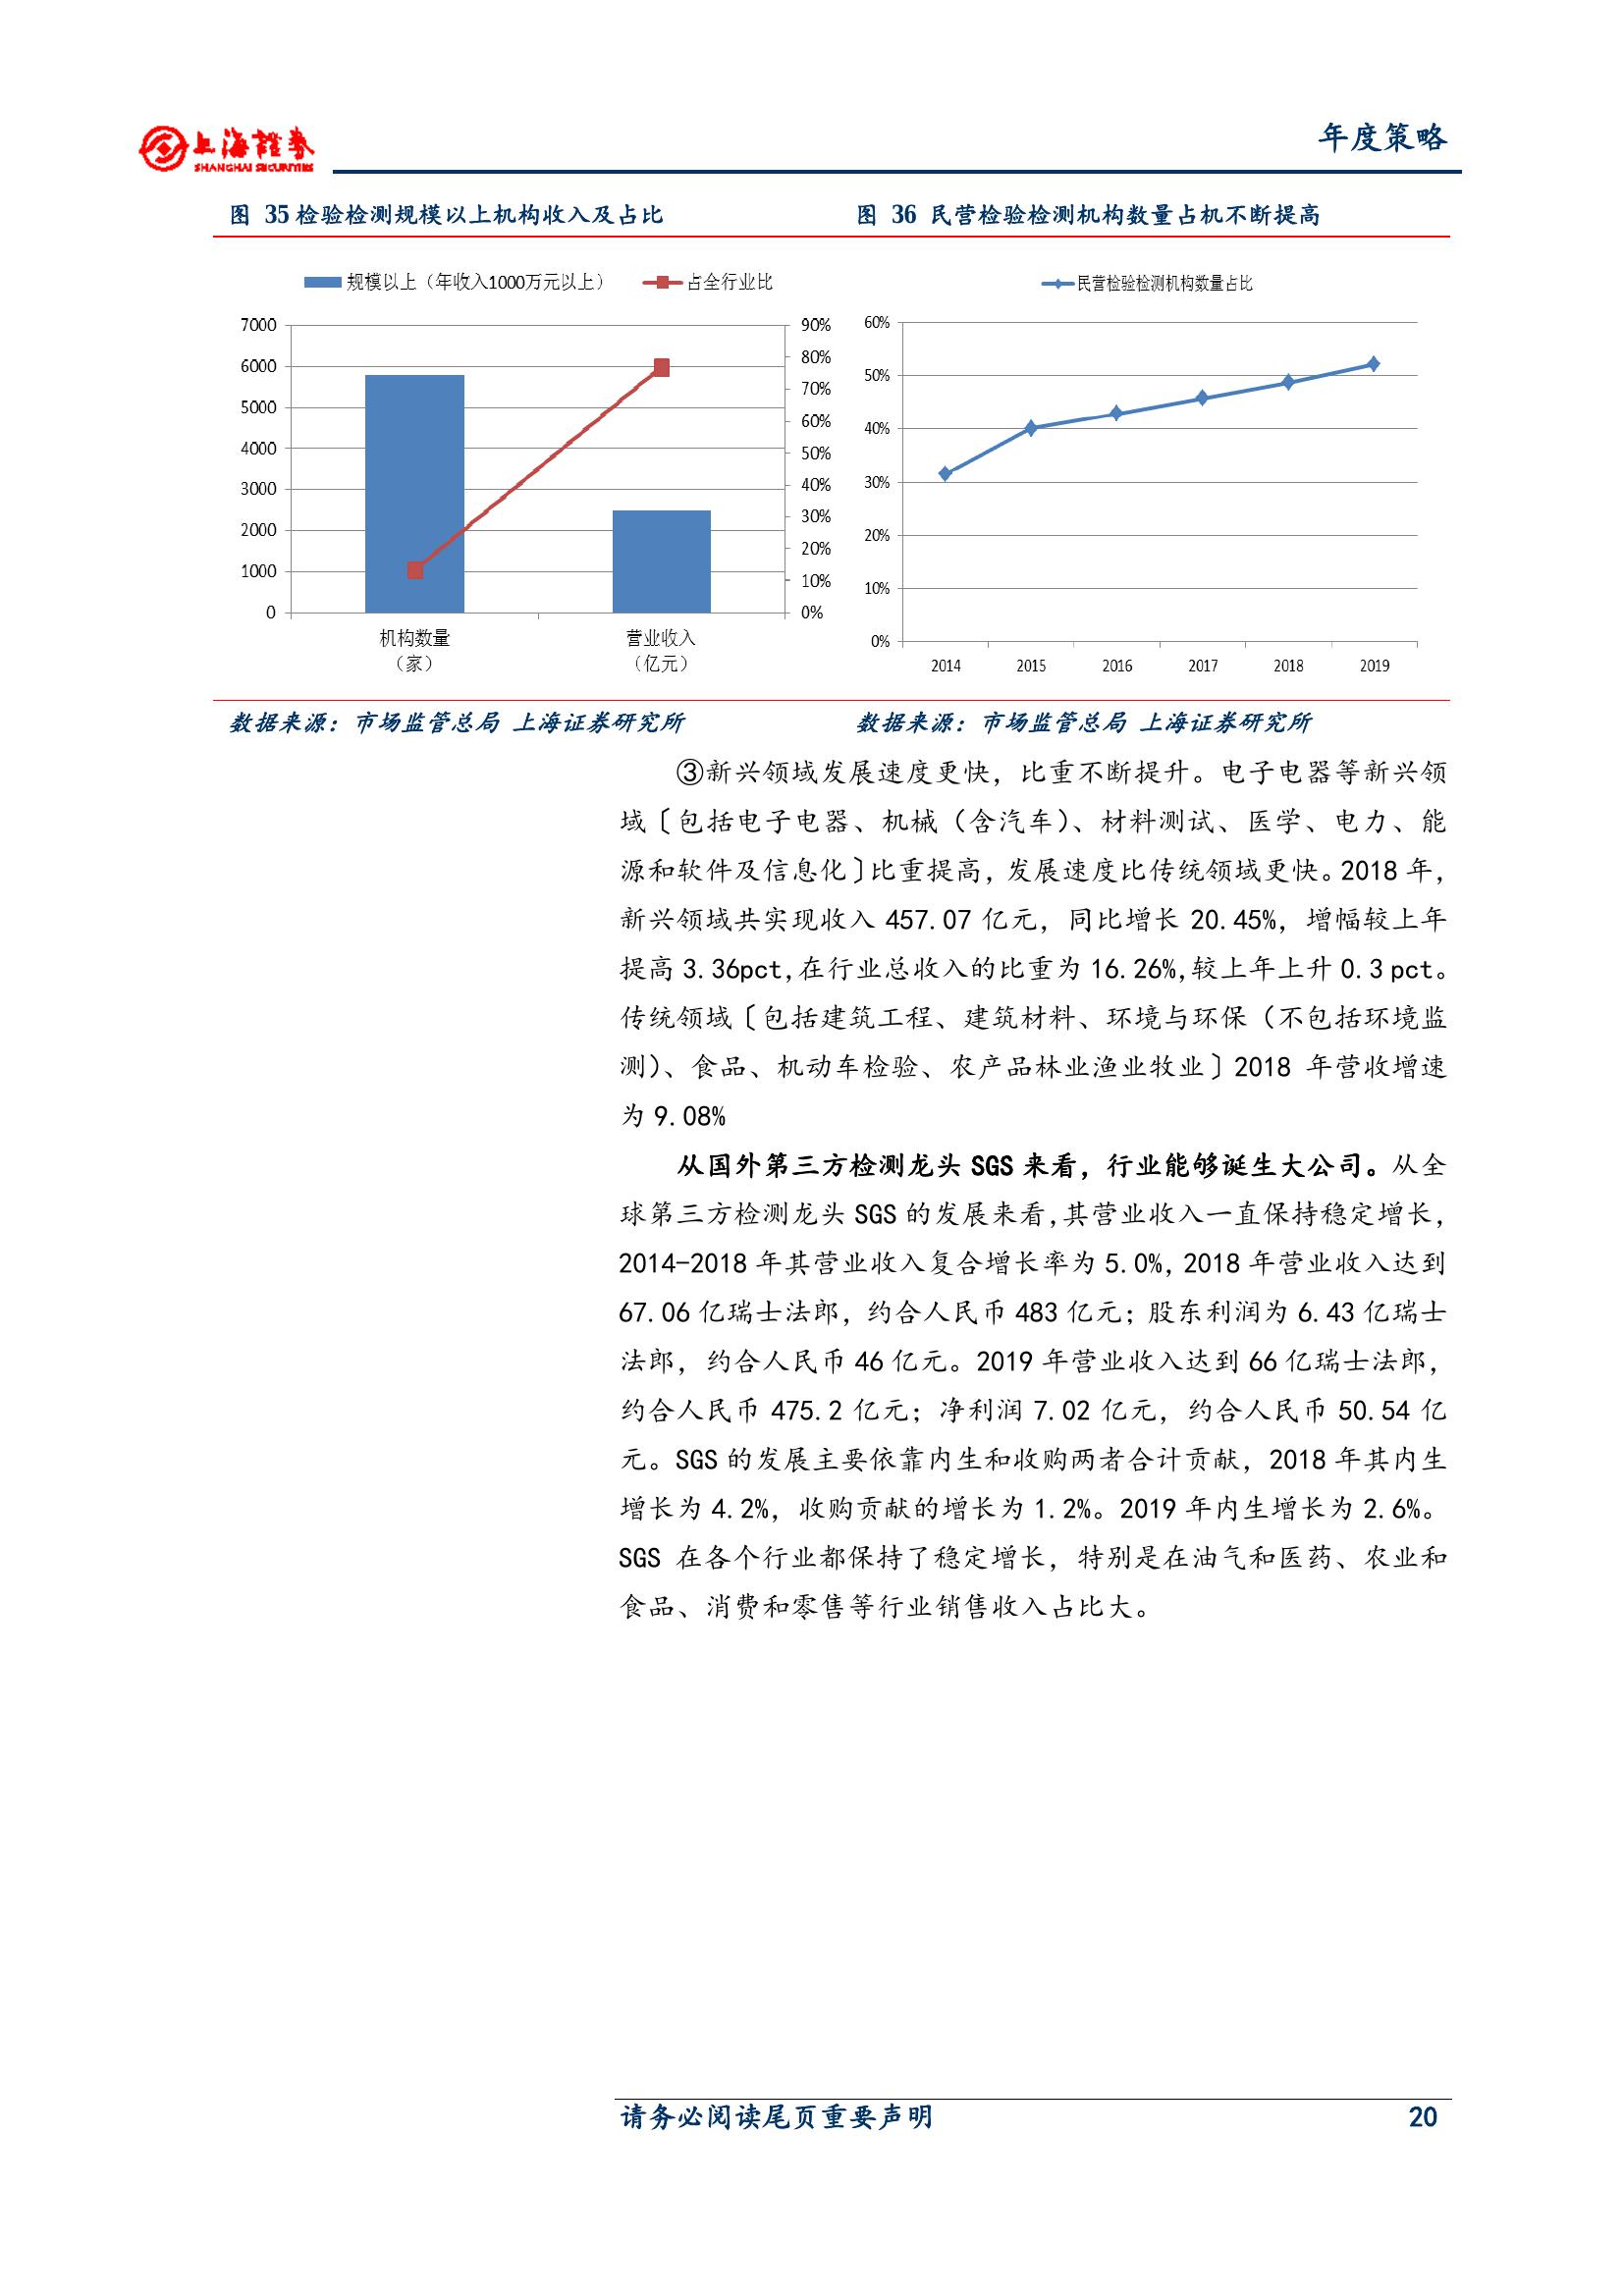 上海證券
SHANGHAI SECURITIES
年度策略
图 35 检验检测规模以上机构收入及占比
图 36 民营检验检测机构数量占机不断提高
规模以上（年收入1000万元以上） 占全行业比
7000
6000
5000
4000
3000
2000
1000
0
90%
80%
70%
60%
50%
40%
30%
20%
10%
0%
机构数量
（家）
营业收入
（亿元）
民营检验检测机构数量占比
60%
50%
40%
30%
20%
10%
0%
2014 2015 2016 2017 2018 2019
数据来源：市场监管总局 上海证券研究所
数据来源：市场监管总局 上海证券研究所
③新兴领域发展速度更快，比重不断提升。电子电器等新兴领
域〔包括电子电器、机械（含汽车）、材料测试、医学、电力、能
源和软件及信息化〕比重提高，发展速度比传统领域更快。2018 年，
新兴领域共实现收入 457.07 亿元，同比增长 20.45%，增幅较上年
提高 3.36pct,在行业总收入的比重为 16.26%,较上年上升 0.3 pct。
传统领域〔包括建筑工程、建筑材料、环境与环保（不包括环境监
测）、食品、机动车检验、农产品林业渔业牧业〕2018 年营收增速
为 9.08%
从国外第三方检测龙头 SGS 来看，行业能够诞生大公司。从全
球第三方检测龙头 SGS 的发展来看,其营业收入一直保持稳定增长，
2014-2018 年其营业收入复合增长率为 5.0%，2018 年营业收入达到
67.06 亿瑞士法郎，约合人民币 483 亿元；股东利润为 6.43 亿瑞士
法郎，约合人民币 46 亿元。2019 年营业收入达到 66 亿瑞士法郎，
约合人民币 475.2 亿元；净利润 7.02 亿元，约合人民币 50.54 亿
元。SGS 的发展主要依靠内生和收购两者合计贡献，2018 年其内生
增长为 4.2%，收购贡献的增长为 1.2%。2019 年内生增长为 2.6%。
SGS 在各个行业都保持了稳定增长，特别是在油气和医药、农业和
食品、消费和零售等行业销售收入占比大。
请务必阅读尾页重要声明
20